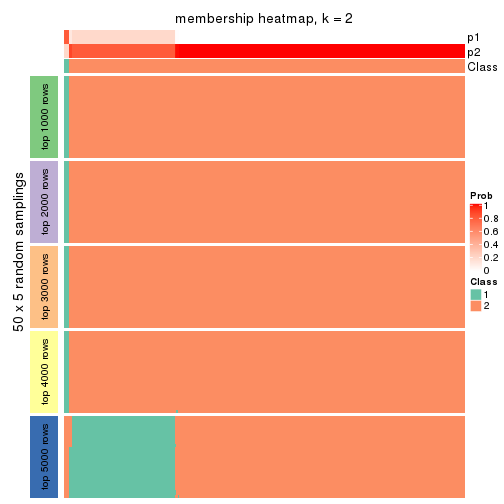 membership heatmap, k = 2
p1
p2
Class
50 x 5 random samplings
top 1000 rows
top 2000 rows
top 3000 rows
top 4000 rows
top 5000 rows
Prob
1
0.8
0.6
0.4
0.2
0
Class
1
2